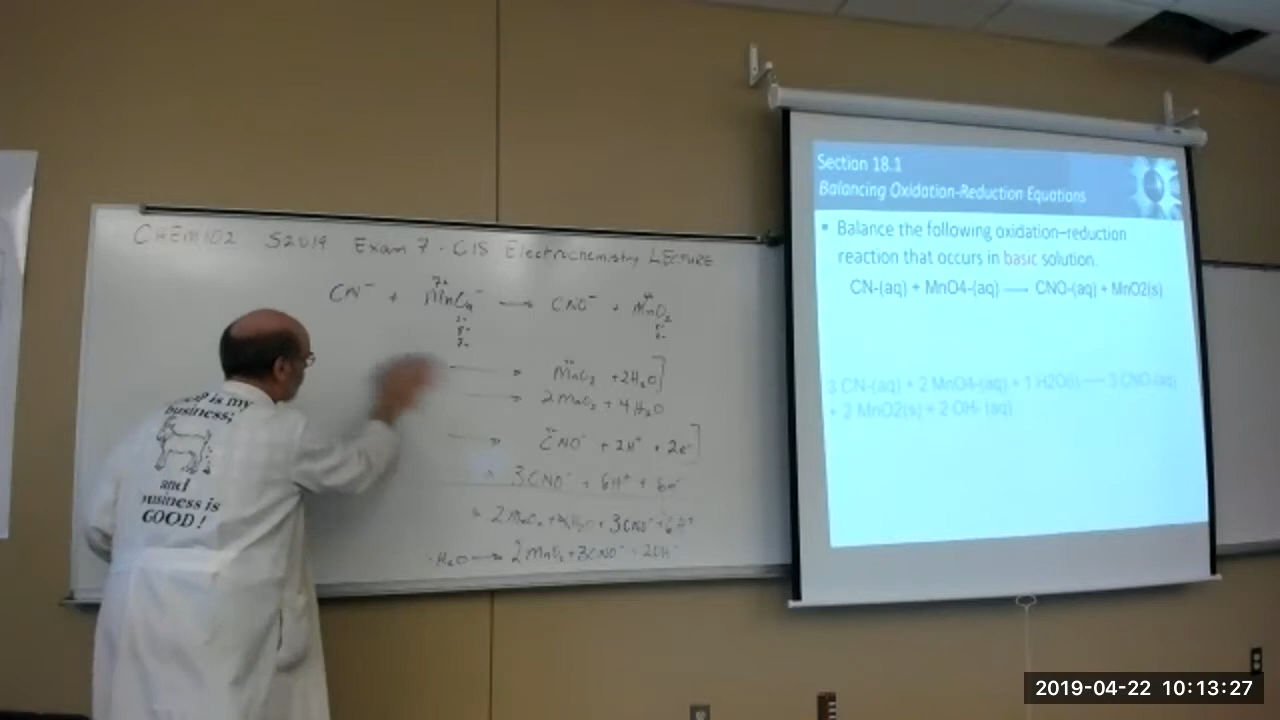 CHEM 102 S2019 Exam 7 - C18 Electrochemistry LECTURE
CN⁻ + MnO₄⁻ → CNO⁻ + MnO₂
→ MnO₂ + 2H₂O]
→ 2MnO₂ + 4H₂O
→ CNO⁻ + 2H⁺ + 2e⁻]
3CNO⁻ + 6H⁺ + 6e⁻
2MnO₂ + 4H₂O + 3CNO⁻ + 6H⁺
H₂O → 2MnO₂ + 3CNO⁻ + 2OH⁻
is my
business;
and
business is
GOOD!
Section 18.1
Balancing Oxidation-Reduction Equations
• Balance the following oxidation–reduction
reaction that occurs in basic solution.
CN-(aq) + MnO4-(aq) → CNO-(aq) + MnO2(s)
3 CN-(aq) + 2 MnO4-(aq) + 1 H2O(l) → 3 CNO-(aq)
+ 2 MnO2(s) + 2 OH- (aq)
2019-04-22 10:13:27